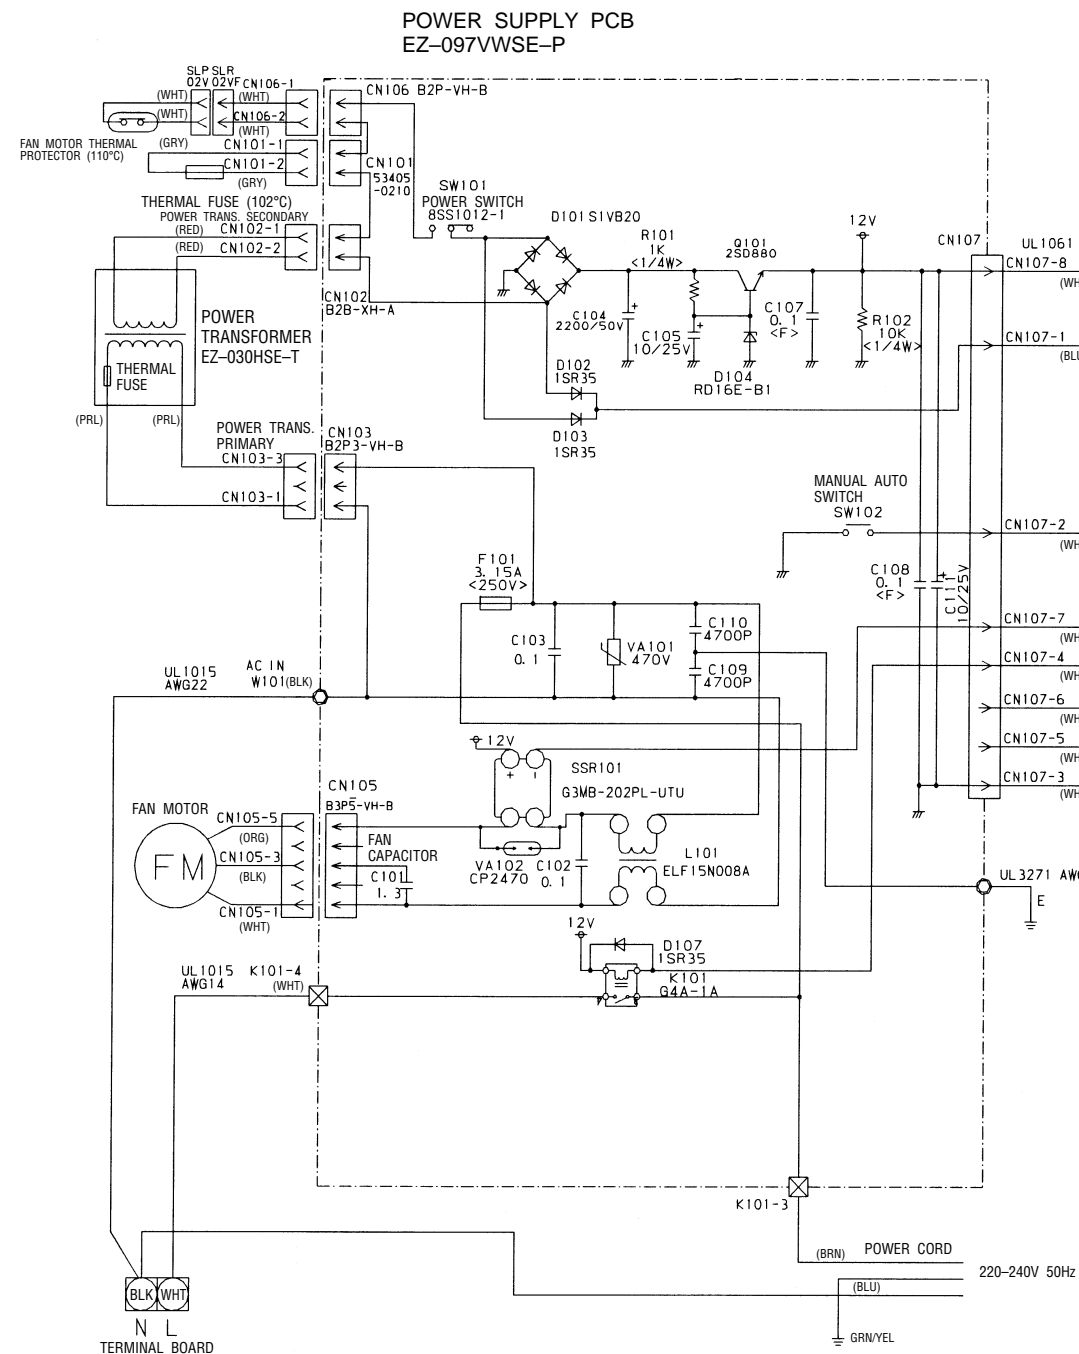 POWER SUPPLY PCB
EZ–097VWSE–P
SLP SLR
02V 02VF CN106-1
(WHT) (WHT)
(WHT) CN106-2
(WHT)
CN106 B2P-VH-B
FAN MOTOR THERMAL
PROTECTOR (110°C)
(GRY) CN101-1
CN101-2
(GRY)
CN101
53405
-0210
THERMAL FUSE (102°C)
POWER TRANS. SECONDARY
(RED) CN102-1
(RED) CN102-2
CN102
B2B-XH-A
SW101
POWER SWITCH
8SS1012-1
D101 S1VB20
R101
1K
<1/4W>
Q101
2SD880
12V
CN107
UL1061
CN107-8
(WH
C104
2200/50V
+
C105
10/25V
+
C107
0.1
<F>
R102
10K
<1/4W>
CN107-1
(BLU
D104
RD16E-B1
D102
1SR35
D103
1SR35
POWER
TRANSFORMER
EZ–030HSE–T
THERMAL
FUSE
(PRL) (PRL)
POWER TRANS.
PRIMARY
CN103-3
CN103-1
CN103
B2P3-VH-B
MANUAL AUTO
SWITCH
SW102
CN107-2
(WH
F101
3.15A
<250V>
C108
0.1
<F>
C111
10/25V
+
C103
0.1
VA101
470V
C110
4700P
C109
4700P
CN107-7
(WH
CN107-4
(WH
CN107-6
(WH
CN107-5
(WH
CN107-3
(WH
UL1015
AWG22
AC IN
W101(BLK)
12V
+ -
SSR101
G3MB-202PL-UTU
CN105
B3P5-VH-B
FAN MOTOR
FM
CN105-5
(ORG)
CN105-3
(BLK)
CN105-1
(WHT)
FAN
CAPACITOR
C101
1.3
VA102
CP2470
C102
0.1
L101
ELF15N008A
UL3271 AWG
E
12V
D107
1SR35
K101
G4A-1A
UL1015 K101-4
AWG14 (WHT)
K101-3
(BRN) POWER CORD
220–240V 50Hz
(BLU)
GRN/YEL
BLK WHT
N L
TERMINAL BOARD